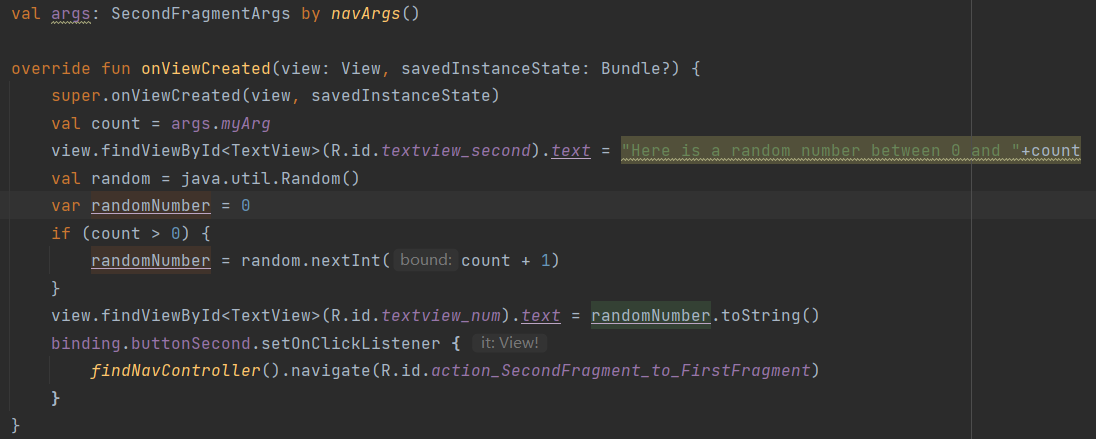 val args: SecondFragmentArgs by navArgs()
override fun onViewCreated(view: View, savedInstanceState: Bundle?) {
super.onViewCreated(view, savedInstanceState)
val count = args.myArg
view.findViewById<TextView>(R.id.textview_second).text = "Here is a random number between 0 and "+count
val random = java.util.Random()
var randomNumber = 0
if (count > 0) {
randomNumber = random.nextInt( bound: count + 1)
}
view.findViewById<TextView>(R.id.textview_num).text = randomNumber.toString()
binding.buttonSecond.setOnClickListener { it: View!
findNavController().navigate(R.id.action_SecondFragment_to_FirstFragment)
}
}